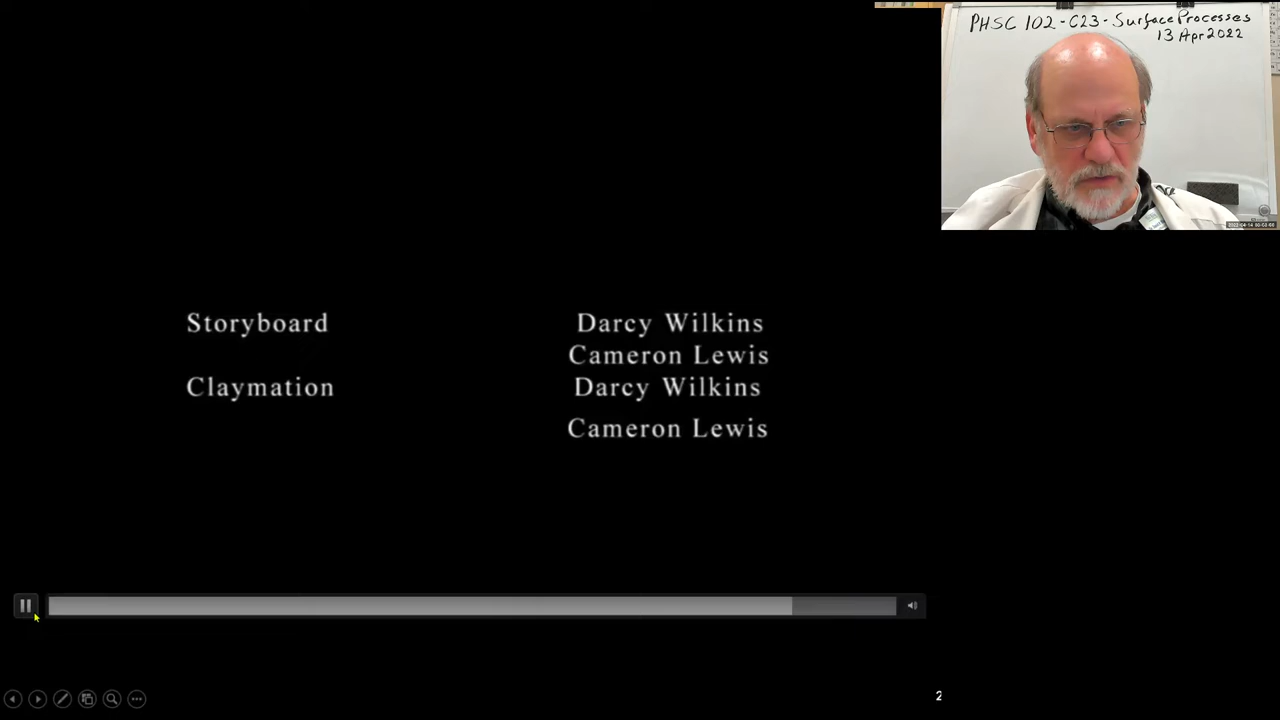 PHSC 102 - C23 - Surface Processes
13 Apr 2022
Storyboard Darcy Wilkins
Cameron Lewis
Claymation Darcy Wilkins
Cameron Lewis
2